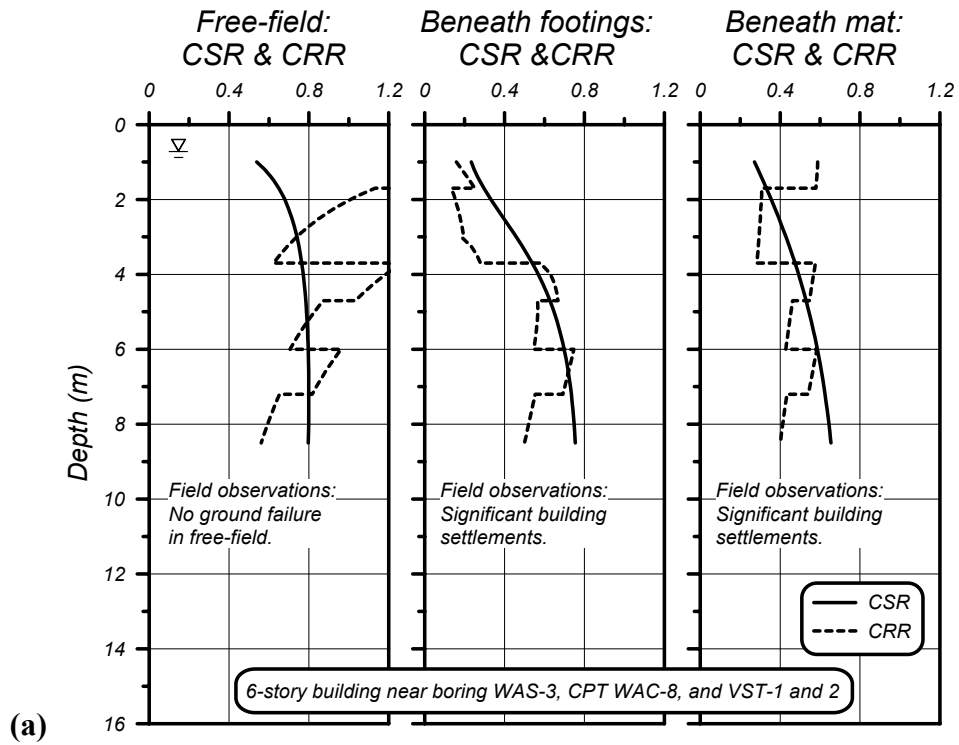 Free-field:
CSR & CRR
Beneath footings:
CSR &CRR
Beneath mat:
CSR & CRR
0 0.4 0.8 1.2
0 0.4 0.8 1.2
0 0.4 0.8 1.2
0
2
4
6
8
10
12
14
16
Depth (m)
Field observations:
No ground failure
in free-field.
Field observations:
Significant building
settlements.
Field observations:
Significant building
settlements.
CSR
CRR
6-story building near boring WAS-3, CPT WAC-8, and VST-1 and 2
(a)